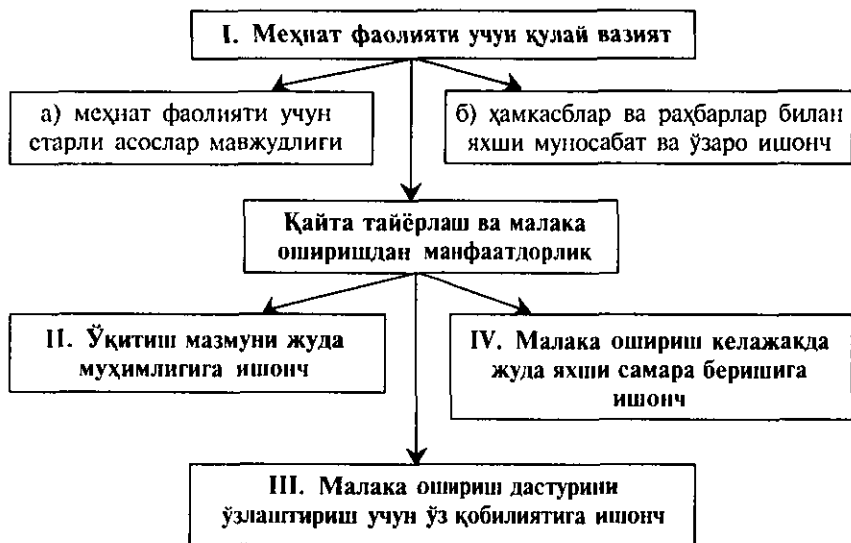 I. Меҳнат фаолияти учун қулай вазият
а) меҳнат фаолияти учун
старли асослар мавжудлиги
б) ҳамкасблар ва раҳбарлар билан
яхши муносабат ва ўзаро ишонч
Қайта тайёрлаш ва малака
оширишдан манфаатдорлик
II. Ўқитиш мазмуни жуда
муҳимлигига ишонч
IV. Малака ошириш келажакда
жуда яхши самара беришига
ишонч
III. Малака ошириш дастурини
ўзлаштириш учун ўз қобилиятига ишонч